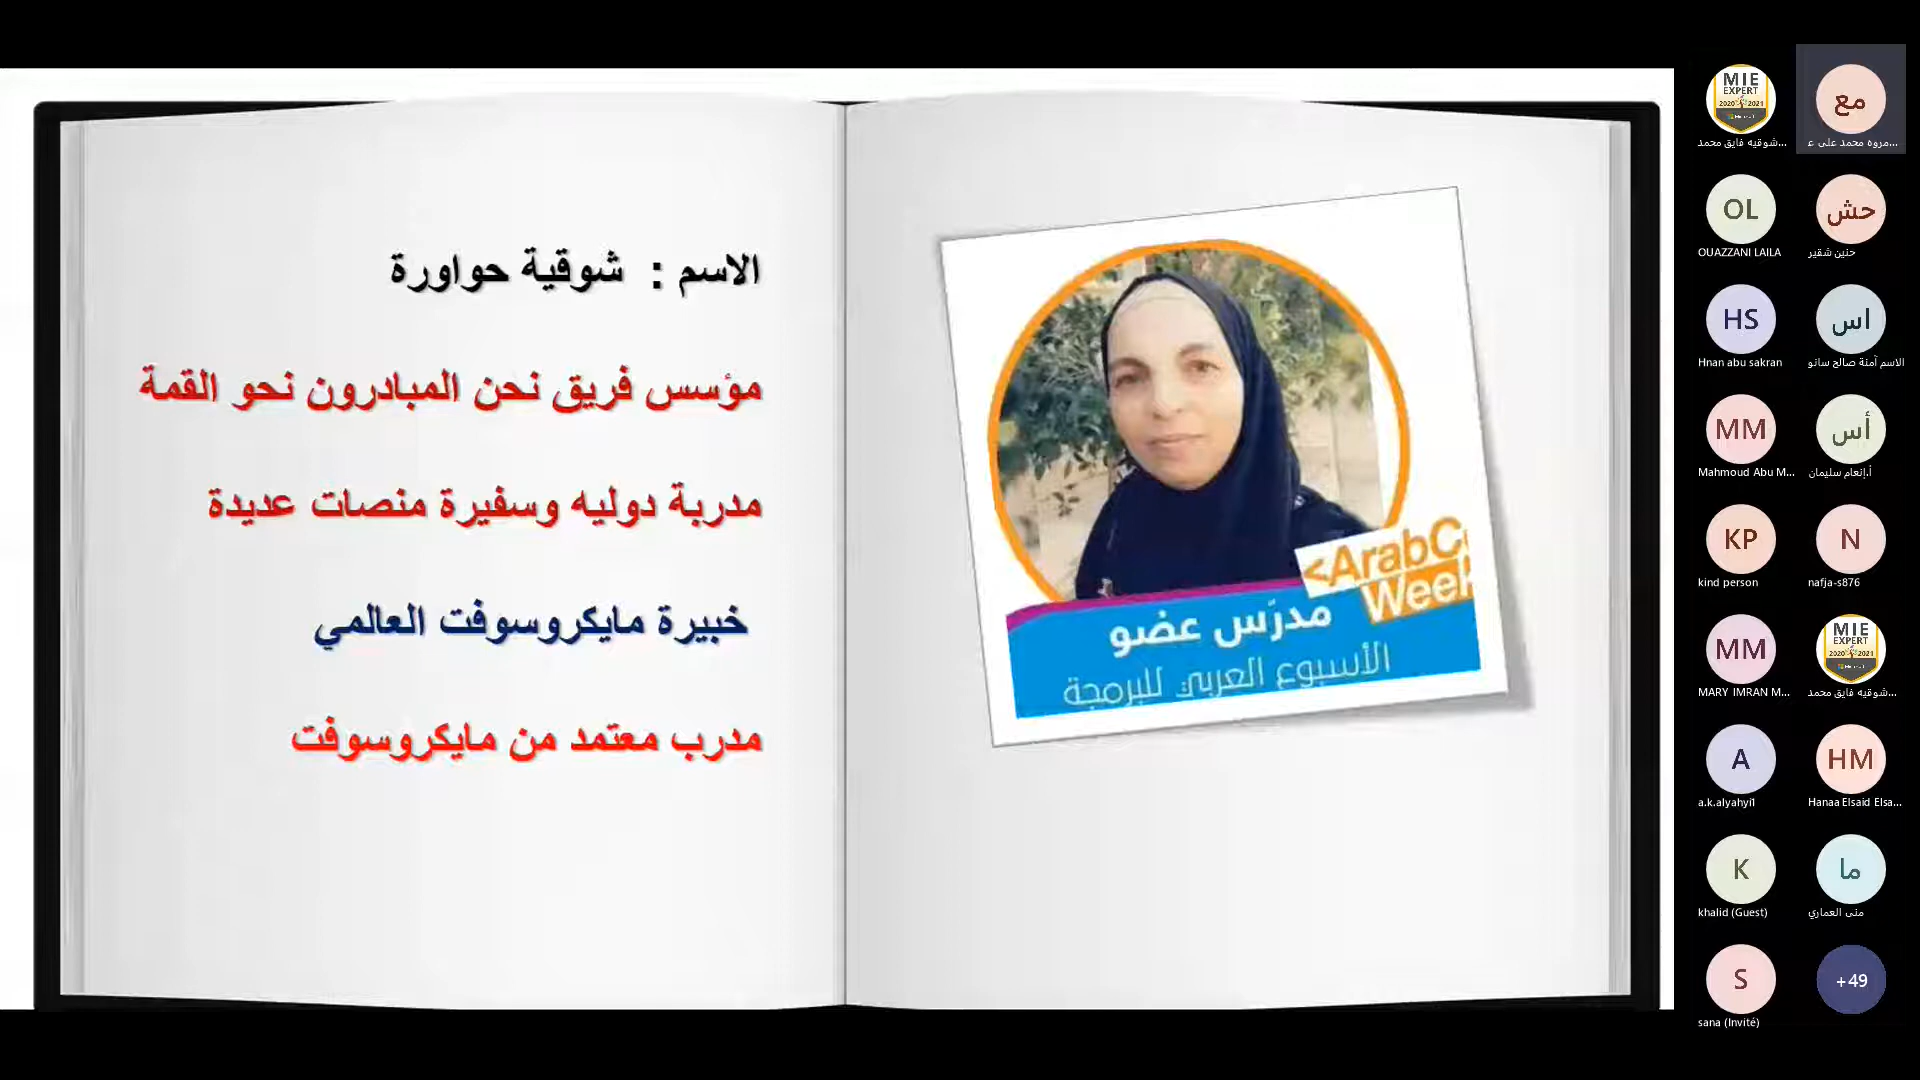 الاسم : شوقية حواورة
مؤسس فريق نحن المبادرون نحو القمة
مدربة دوليه وسفيرة منصات عديدة
خبيرة مايكروسوفت العالمي
مدرب معتمد من مايكروسوفت
<ArabC
Week
مدرّس عضو
الأسبوع العربي للبرمجة
MIE
EXPERT
2020 2021
Microsoft
شوقيه فايق محمد...
مع
مروه محمد على ع...
OL
OUAZZANI LAILA
حش
حنين شقير
HS
Hnan abu sakran
اس
الاسم آمنة صالح سانو
MM
Mahmoud Abu M...
أس
أ.إنعام سليمان
KP
kind person
N
nafja-s876
MM
MARY IMRAN M...
MIE
EXPERT
2020 2021
Microsoft
شوقيه فايق محمد...
A
a.k.alyahyi1
HM
Hanaa Elsaid Elsa...
K
khalid (Guest)
ما
منى العماري
S
sana (Invité)
+49